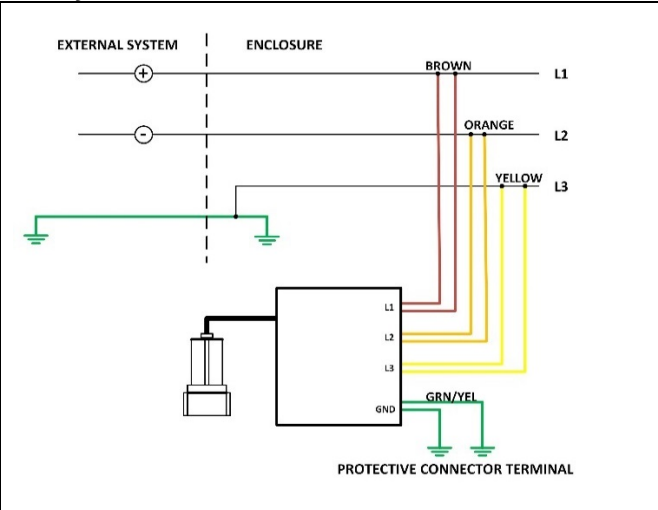 EXTERNAL SYSTEM
ENCLOSURE
BROWN
+
L1
ORANGE
-
L2
YELLOW
L3
L1
L2
L3
GRN/YEL
GND
PROTECTIVE CONNECTOR TERMINAL